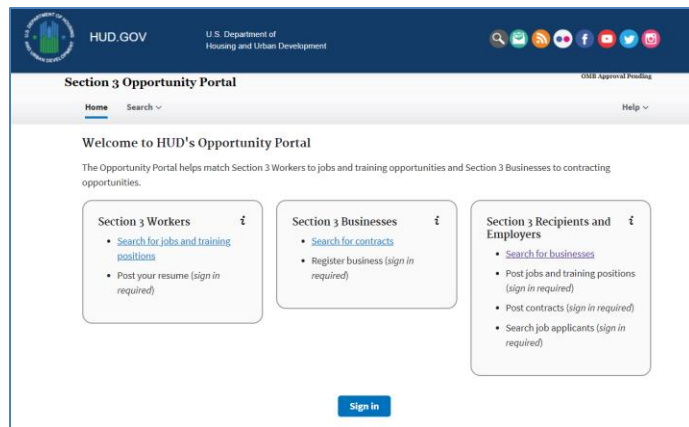 HUD.GOV
U.S. Department of
Housing and Urban Development
Section 3 Opportunity Portal
OMB Approval Pending
Home Search Help
Welcome to HUD's Opportunity Portal
The Opportunity Portal helps match Section 3 Workers to jobs and training opportunities and Section 3 Businesses to contracting
opportunities.
Section 3 Workers i
• Search for jobs and training
positions
• Post your resume (sign in
required)
Section 3 Businesses i
• Search for contracts
• Register business (sign in
required)
Section 3 Recipients and i
Employers
• Search for businesses
• Post jobs and training positions
(sign in required)
• Post contracts (sign in required)
• Search job applicants (sign in
required)
Sign in